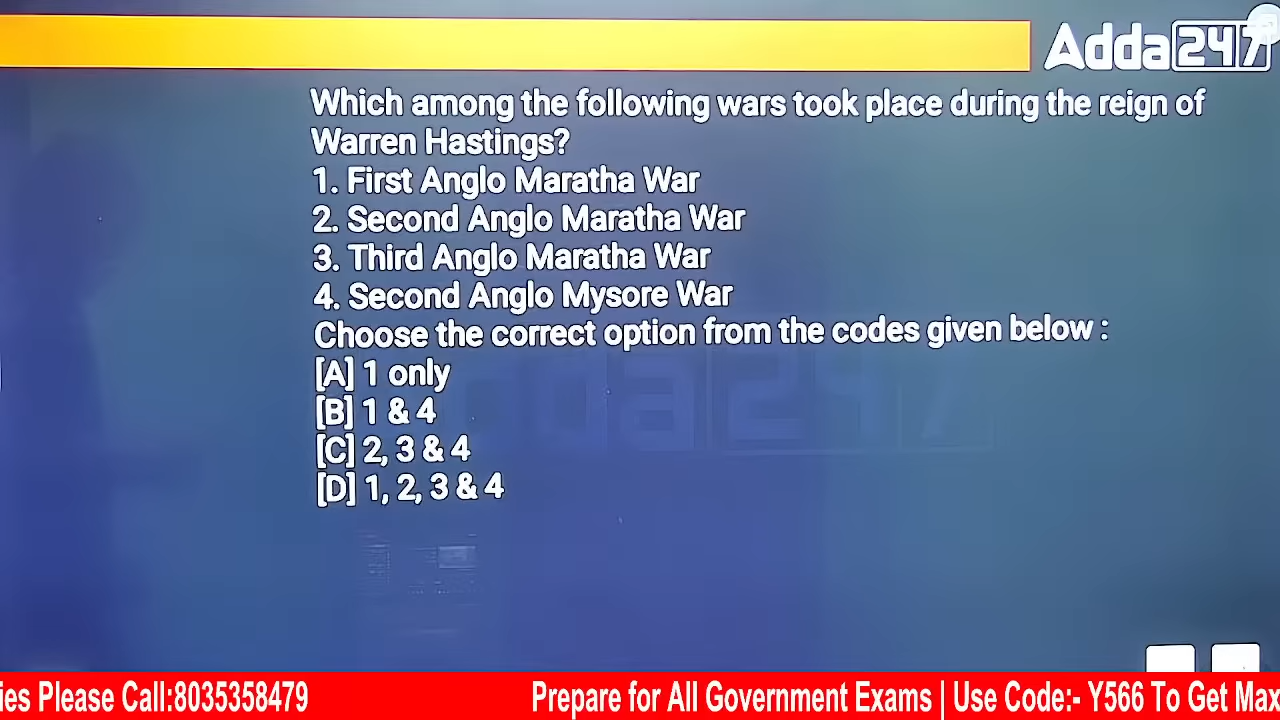 Adda247
Which among the following wars took place during the reign of
Warren Hastings?
1. First Anglo Maratha War
2. Second Anglo Maratha War
3. Third Anglo Maratha War
4. Second Anglo Mysore War
Choose the correct option from the codes given below :
[A] 1 only
[B] 1 & 4
[C] 2, 3 & 4
[D] 1, 2, 3 & 4
ies Please Call:8035358479 Prepare for All Government Exams | Use Code:- Y566 To Get Max